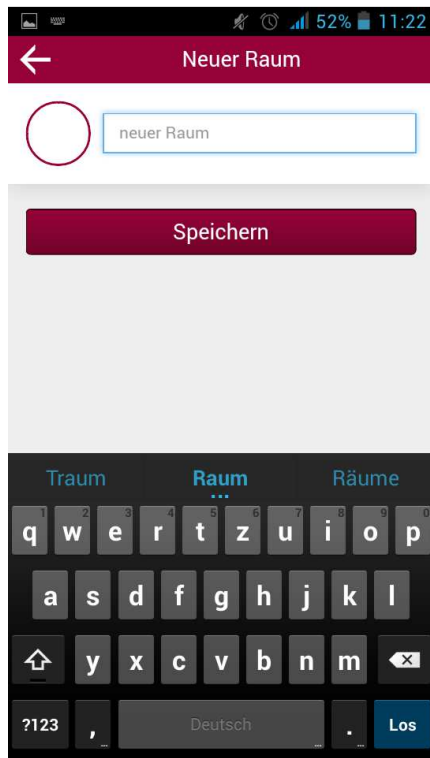 52% 11:22
Neuer Raum
neuer Raum
Speichern
Traum Raum Räume
1 2 3 4 5 6 7 8 9 0
q w e r t z u i o p
a s d f g h j k l
y x c v b n m
?123 , Deutsch . Los